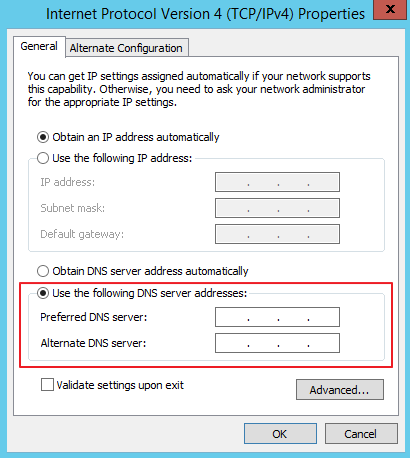 Internet Protocol Version 4 (TCP/IPv4) Properties
General
Alternate Configuration
You can get IP settings assigned automatically if your network supports
this capability. Otherwise, you need to ask your network administrator
for the appropriate IP settings.
Obtain an IP address automatically
Use the following IP address:
IP address:
Subnet mask:
Default gateway:
Obtain DNS server address automatically
Use the following DNS server addresses:
Preferred DNS server:
Alternate DNS server:
Validate settings upon exit
Advanced...
OK
Cancel